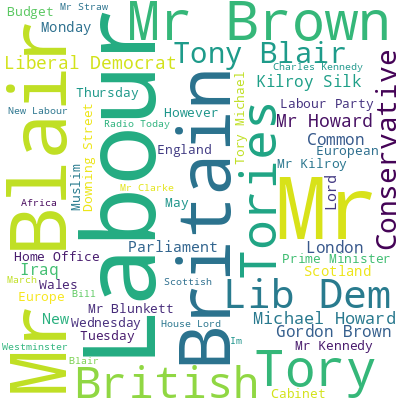 Budget
Mr Straw
Monday
Mr Brown
Tony Blair
Liberal Democrat
Charles Kennedy
Kilroy Silk
Thursday
New Labour
Radio Today
However
Labour Party
Mr Howard
Tory Michael
Downing Street
England
Common
European
Mr Blair
Labour
Britain
Tories
Conservative
Muslim
Mr Clarke
Mr Kilroy
Africa
May
Lord
Mr
Parliament
London
Home Office
Prime Minister
Iraq
Wales
Scotland
March
Bill
Scottish
Lib Dem
Europe
New
Mr Blunkett
Michael Howard
Wednesday
House Lord
Gordon Brown
Tuesday
Im
Mr Kennedy
Westminster
Blair
British
Tory
Cabinet